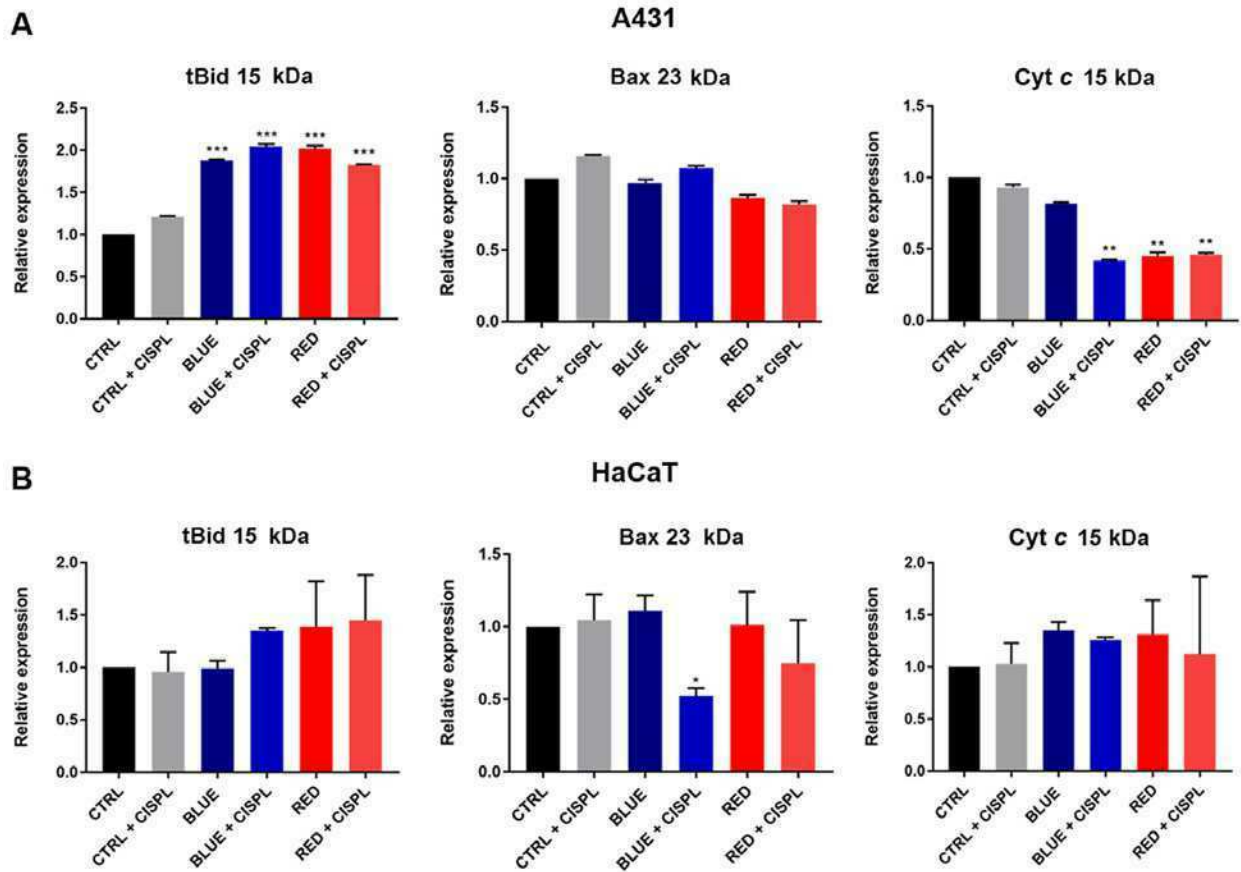 A
A431
tBid 15 kDa
Relative expression
2.5
2.0
1.5
1.0
0.5
0.0
***
***
***
***
CTRL
CTRL + CISPL
BLUE
BLUE + CISPL
RED
RED + CISPL
Bax 23 kDa
Relative expression
1.5
1.0
0.5
0.0
CTRL
CTRL + CISPL
BLUE
BLUE + CISPL
RED
RED + CISPL
Cyt c 15 kDa
Relative expression
1.5
1.0
0.5
0.0
**
**
**
CTRL
CTRL + CISPL
BLUE
BLUE + CISPL
RED
RED + CISPL
B
HaCaT
tBid 15 kDa
Relative expression
2.0
1.5
1.0
0.5
0.0
CTRL
CTRL + CISPL
BLUE
BLUE + CISPL
RED
RED + CISPL
Bax 23 kDa
Relative expression
1.5
1.0
0.5
0.0
*
CTRL
CTRL + CISPL
BLUE
BLUE + CISPL
RED
RED + CISPL
Cyt c 15 kDa
Relative expression
2.0
1.5
1.0
0.5
0.0
CTRL
CTRL + CISPL
BLUE
BLUE + CISPL
RED
RED + CISPL